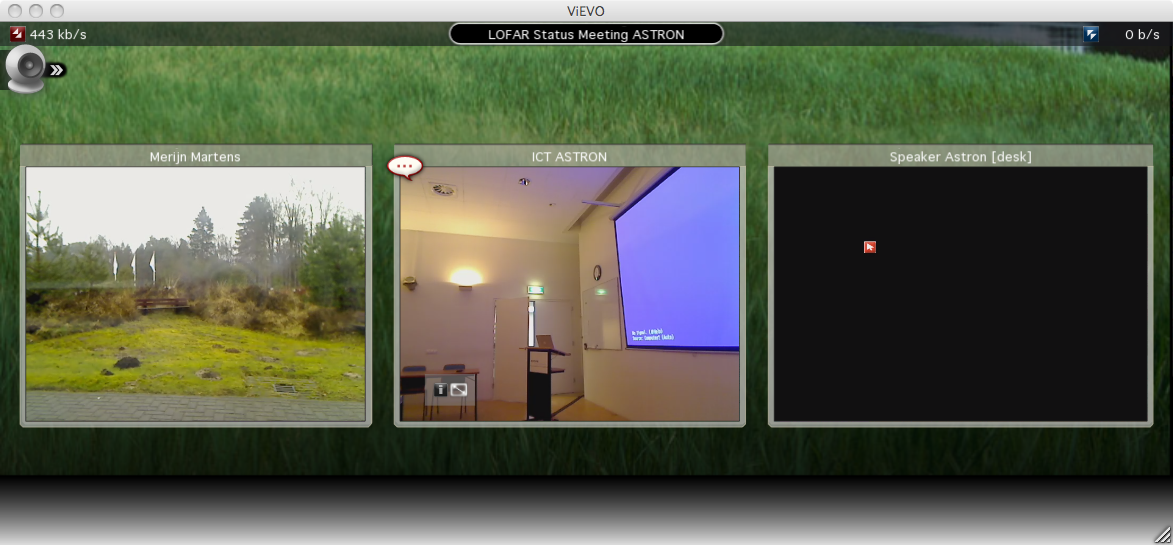 ViEVO
443 kb/s
LOFAR Status Meeting ASTRON
0 b/s
Merijn Martens
ICT ASTRON
Speaker Astron [desk]